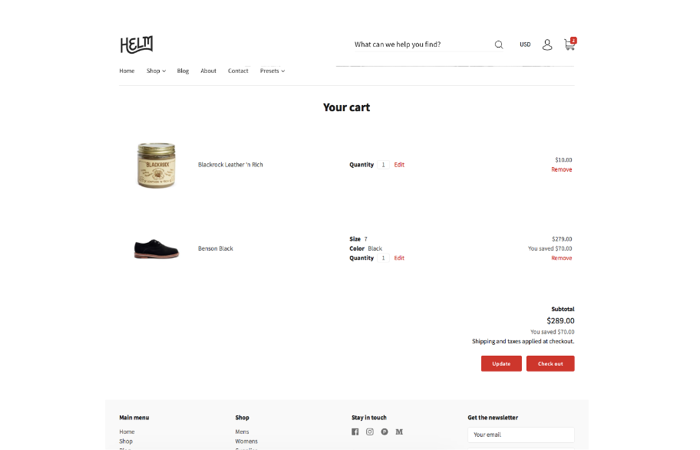 HELM
What can we help you find?
USD
2
Home Shop Blog About Contact Presets
Your cart
BLACKROCK
Blackrock Leather 'n Rich
Quantity 1 Edit
$10.00
Remove
Benson Black
Size 7
Color Black
Quantity 1 Edit
$279.00
You saved $70.00
Remove
Subtotal
$289.00
You saved $70.00
Shipping and taxes applied at checkout.
Update Check out
Main menu
Home
Shop
Shop
Mens
Womens
Stay in touch
Get the newsletter
Your email